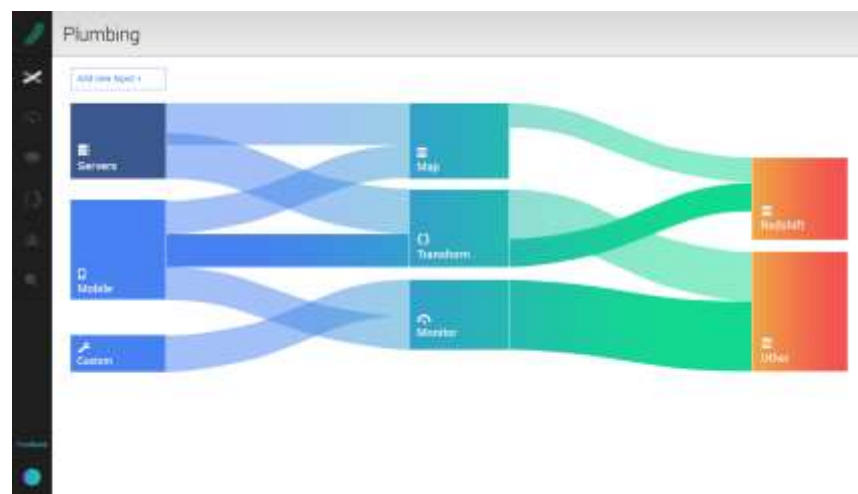 Plumbing
Add new Input +
Servers
Map
Redshift
Transform
Mobile
Monitor
Custom
Other